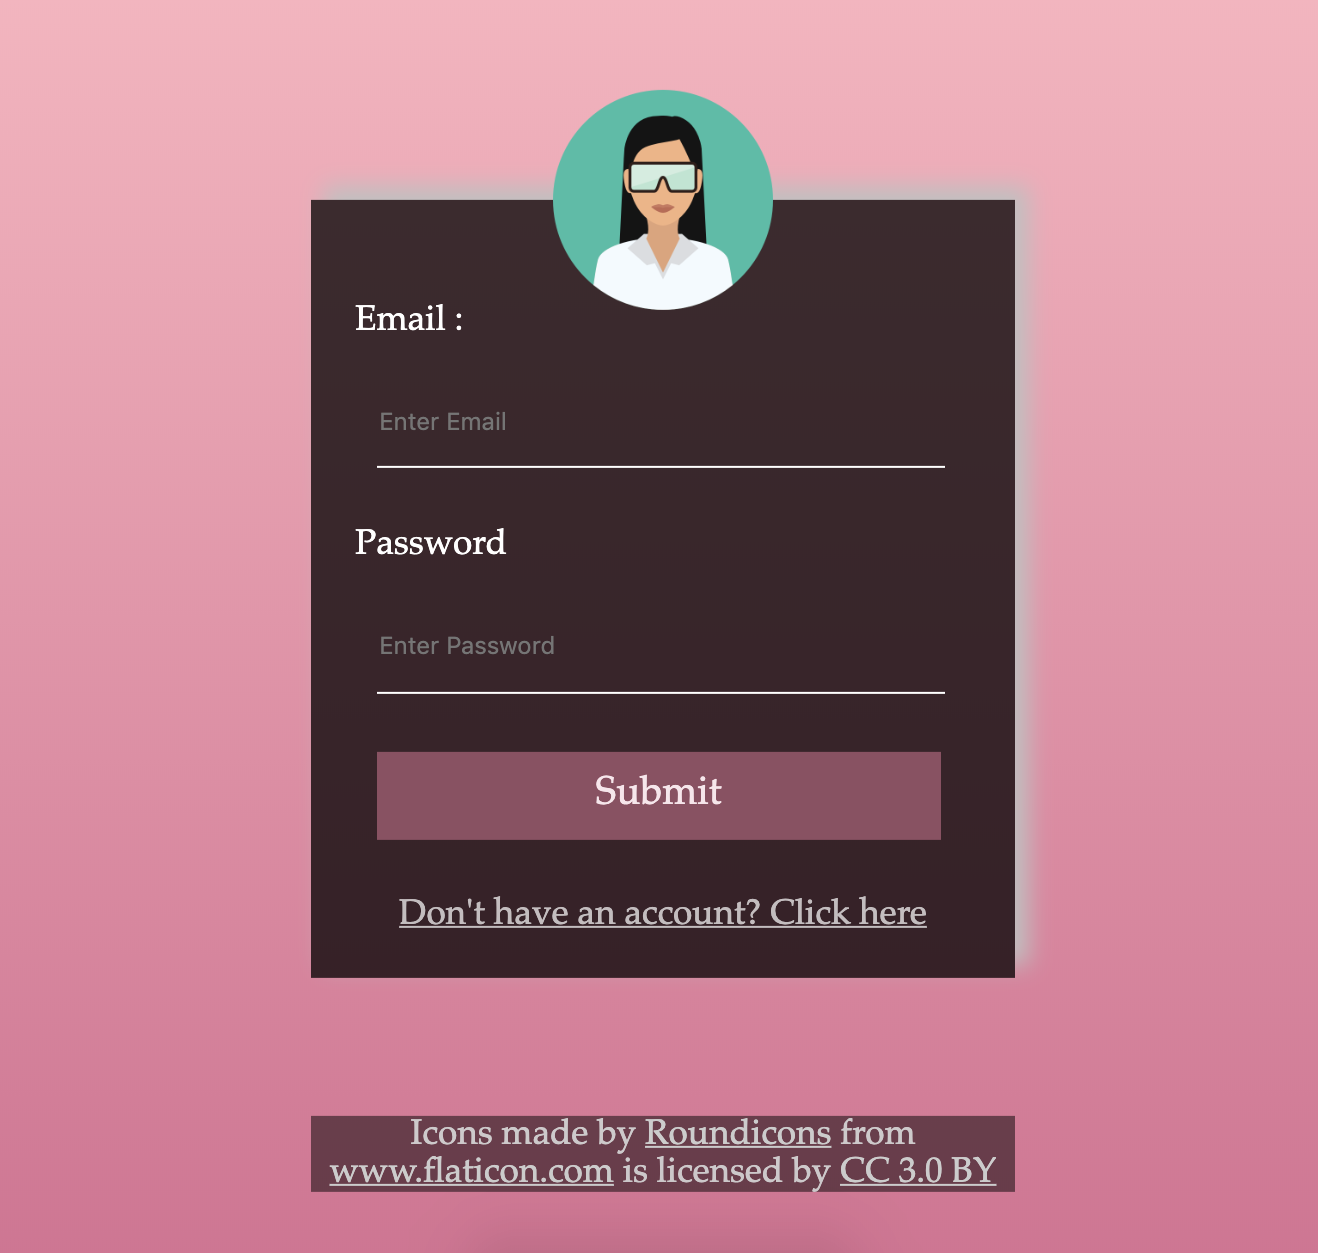 Email :
Enter Email
Password
Enter Password
Submit
Don't have an account? Click here
Icons made by Roundicons from
www.flaticon.com is licensed by CC 3.0 BY